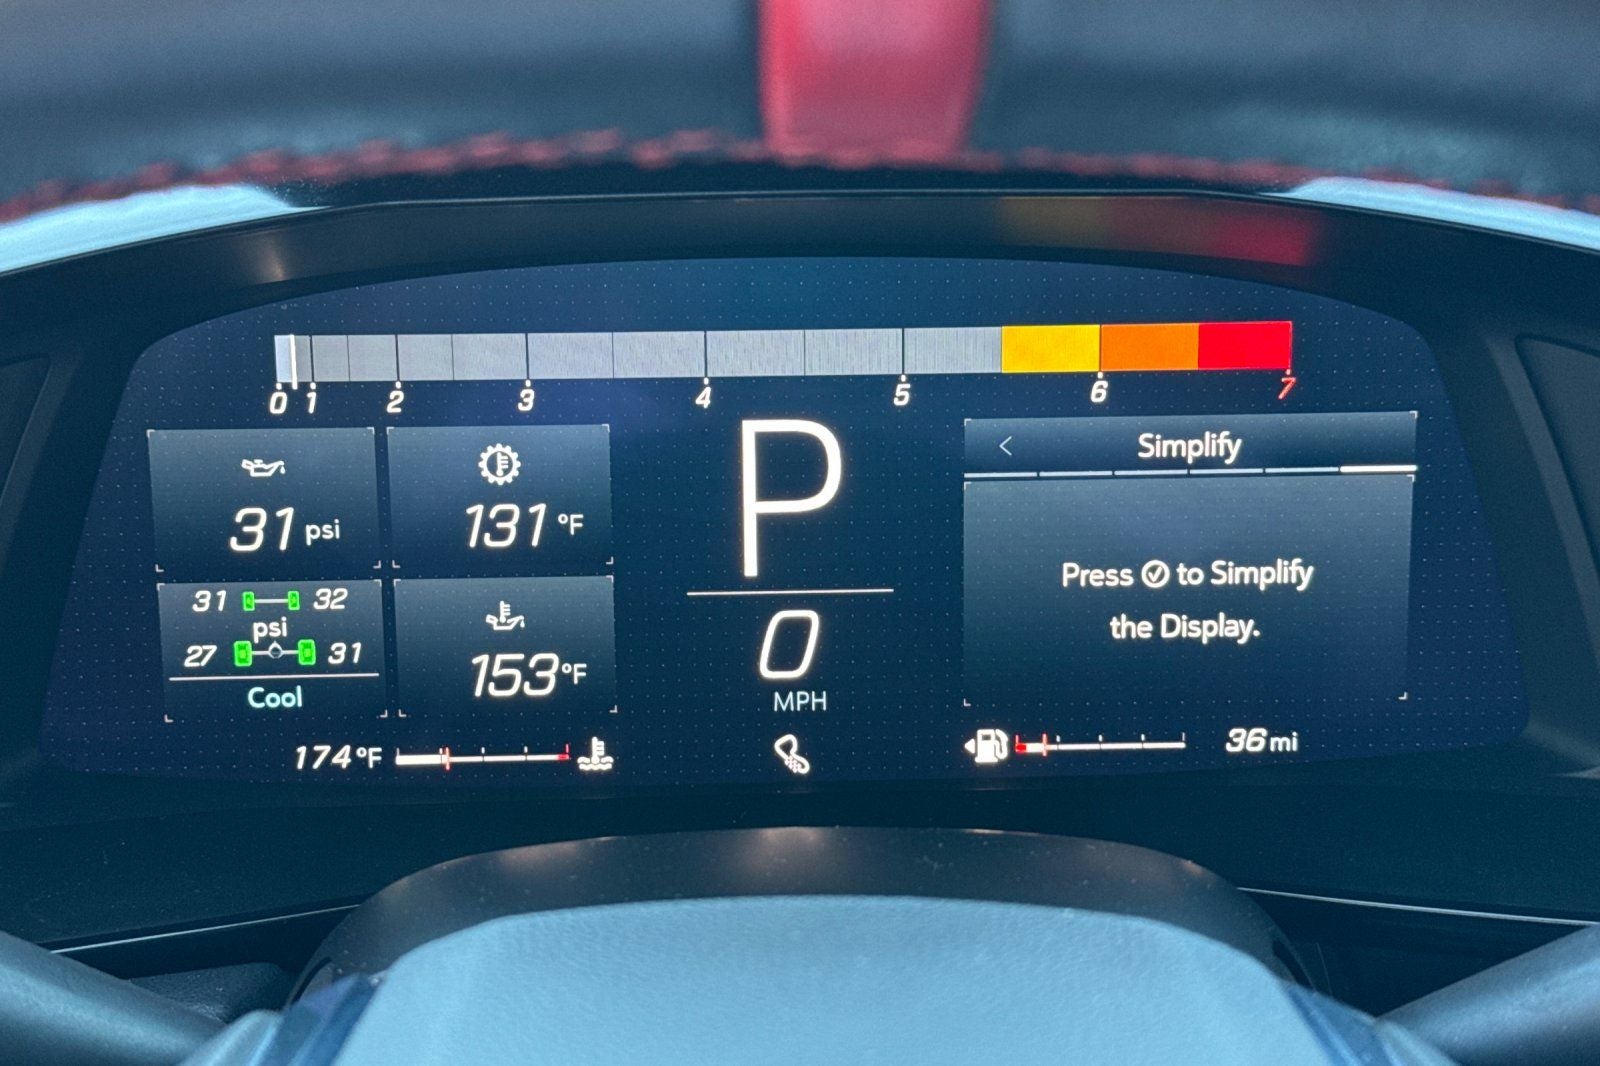 0 1 2 3 4 5 6 7
31 psi
131 °F
P
< Simplify
31 32
psi
27 31
Cool
153°F
0
MPH
Press ✓ to Simplify
the Display.
174°F
36 mi